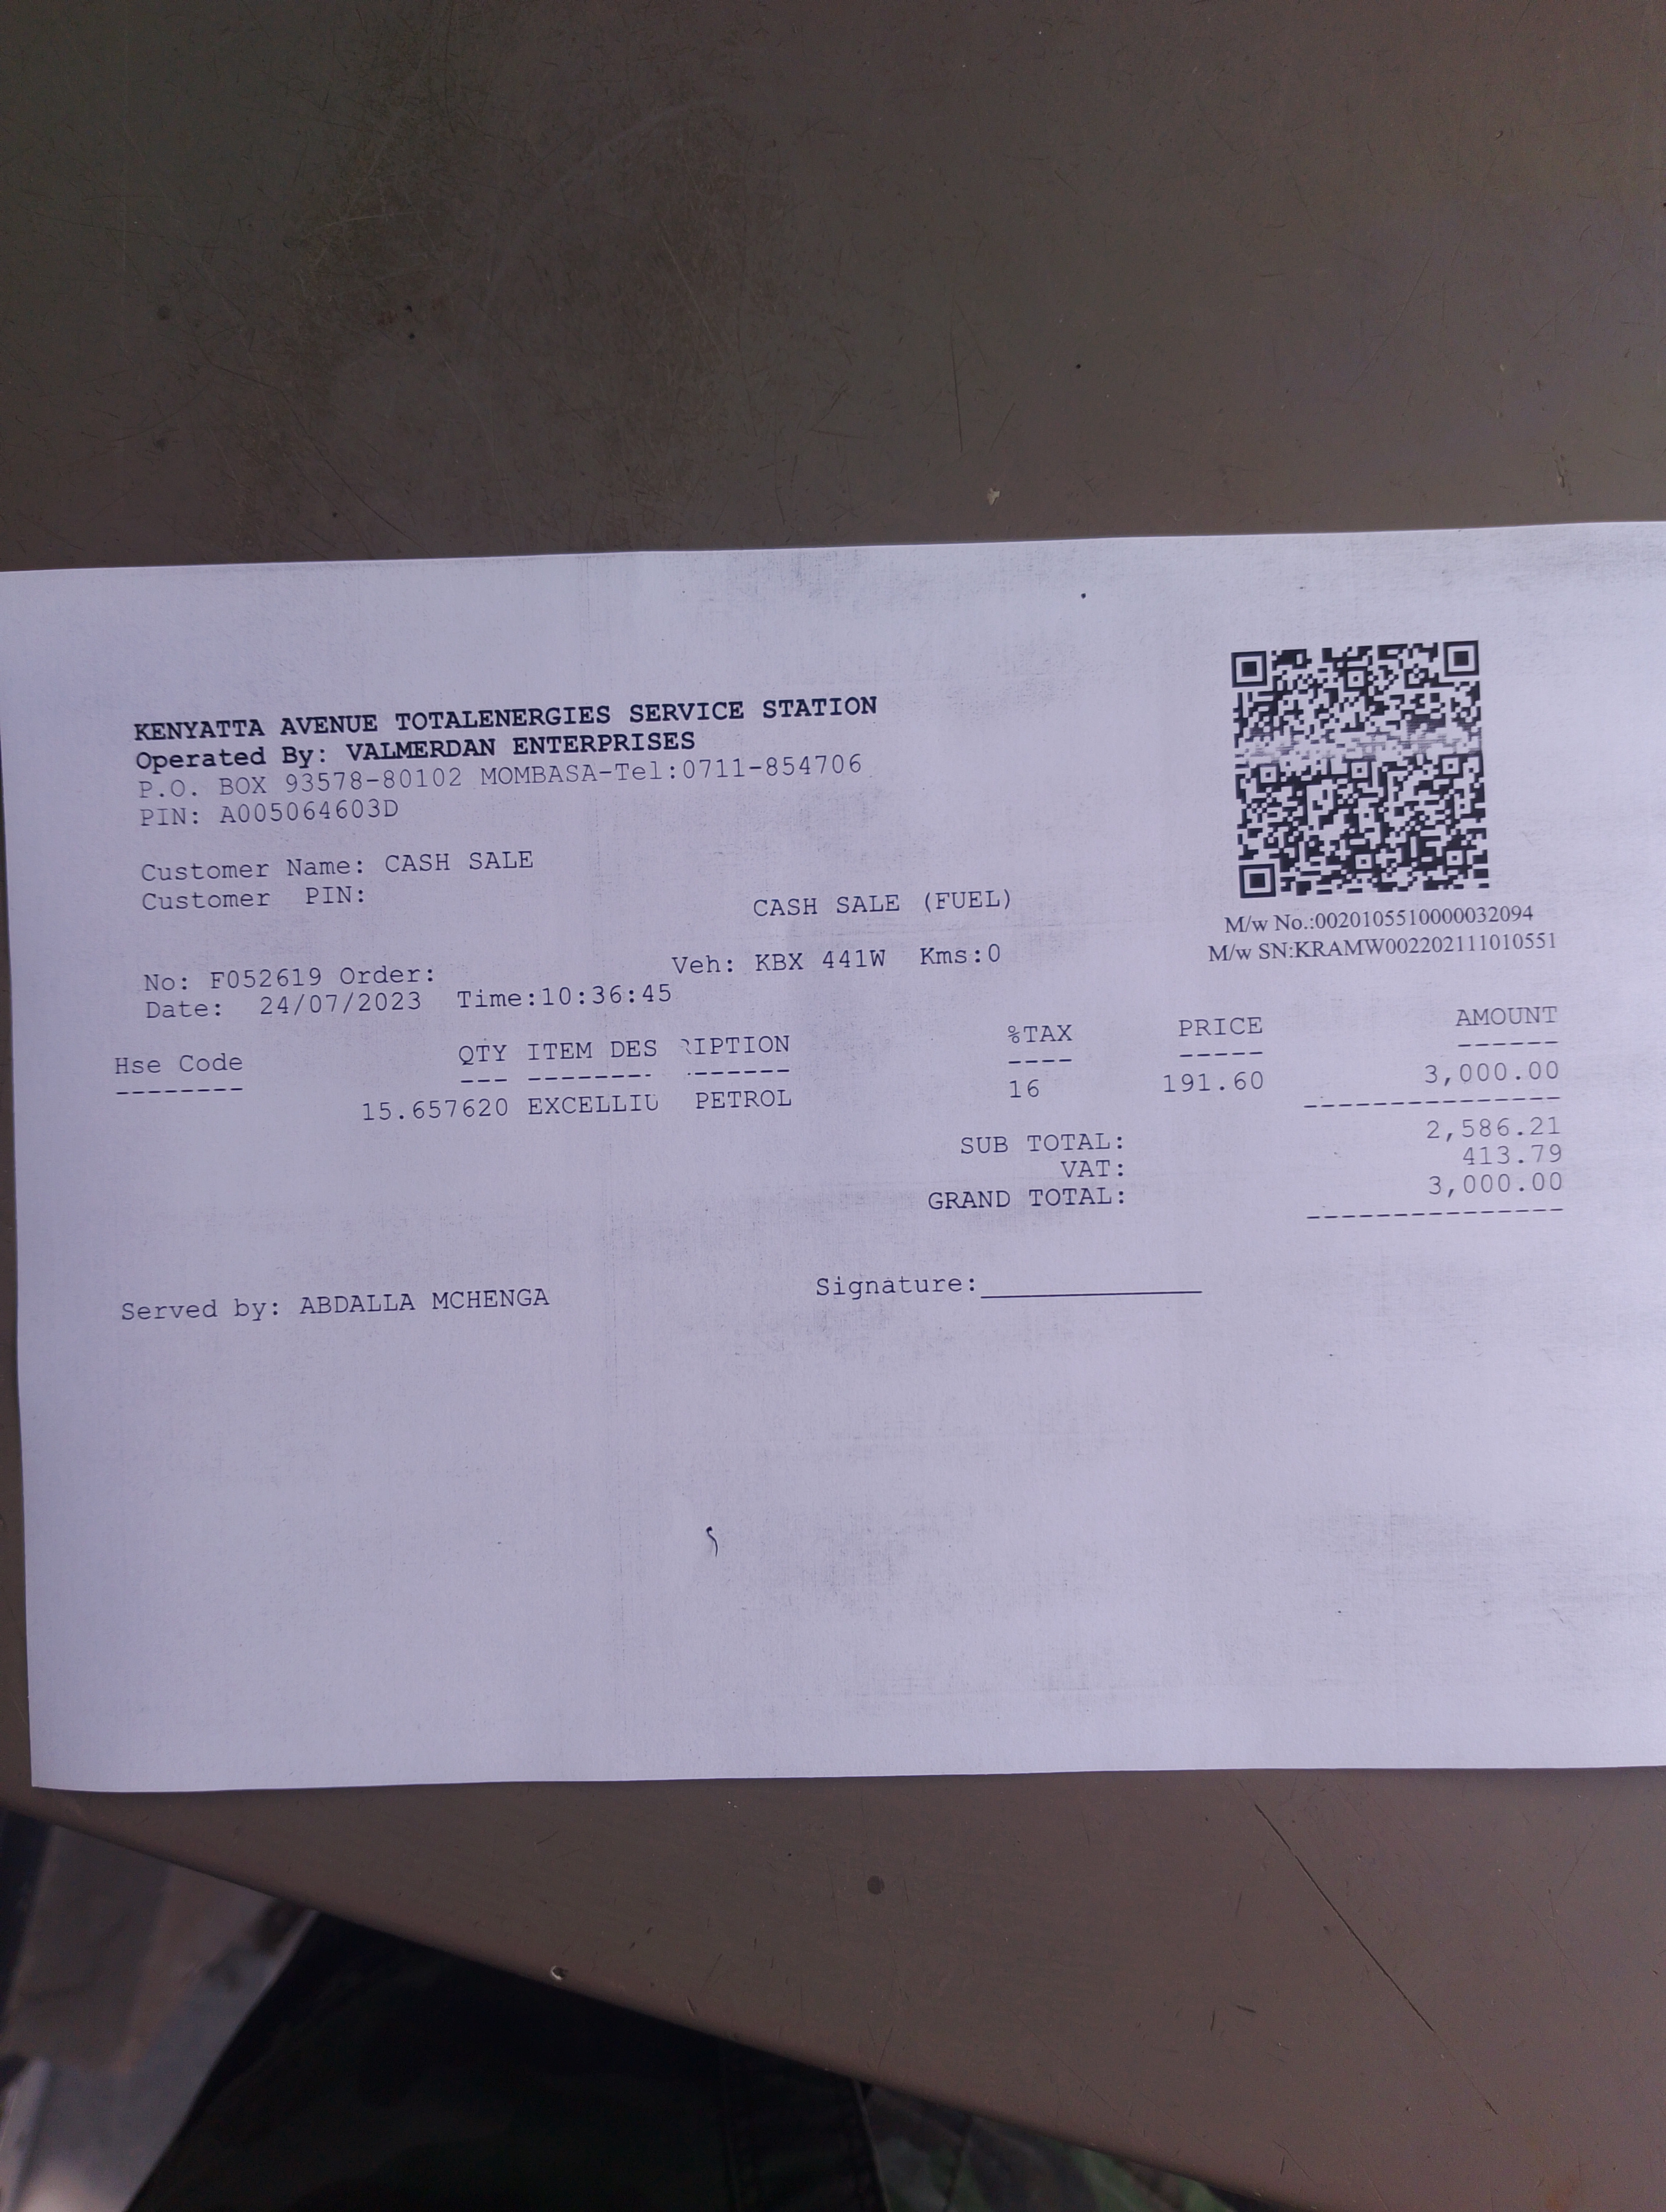 KENYATTA AVENUE TOTALENERGIES SERVICE STATION
Operated By: VALMERDAN ENTERPRISES
P.O. BOX 93578-80102 MOMBASA-Tel:0711-854706
PIN: A005064603D
Customer Name: CASH SALE
Customer PIN:
CASH SALE (FUEL)
M/w No.:0020105510000032094
M/w SN:KRAMW002202111010551
No: F052619 Order:
Veh: KBX 441W Kms:0
Date: 24/07/2023 Time:10:36:45
Hse Code QTY ITEM DES RIPTION %TAX PRICE AMOUNT
15.657620 EXCELLIU PETROL 16 191.60 3,000.00
SUB TOTAL: 2,586.21
VAT: 413.79
GRAND TOTAL: 3,000.00
Served by: ABDALLA MCHENGA Signature: